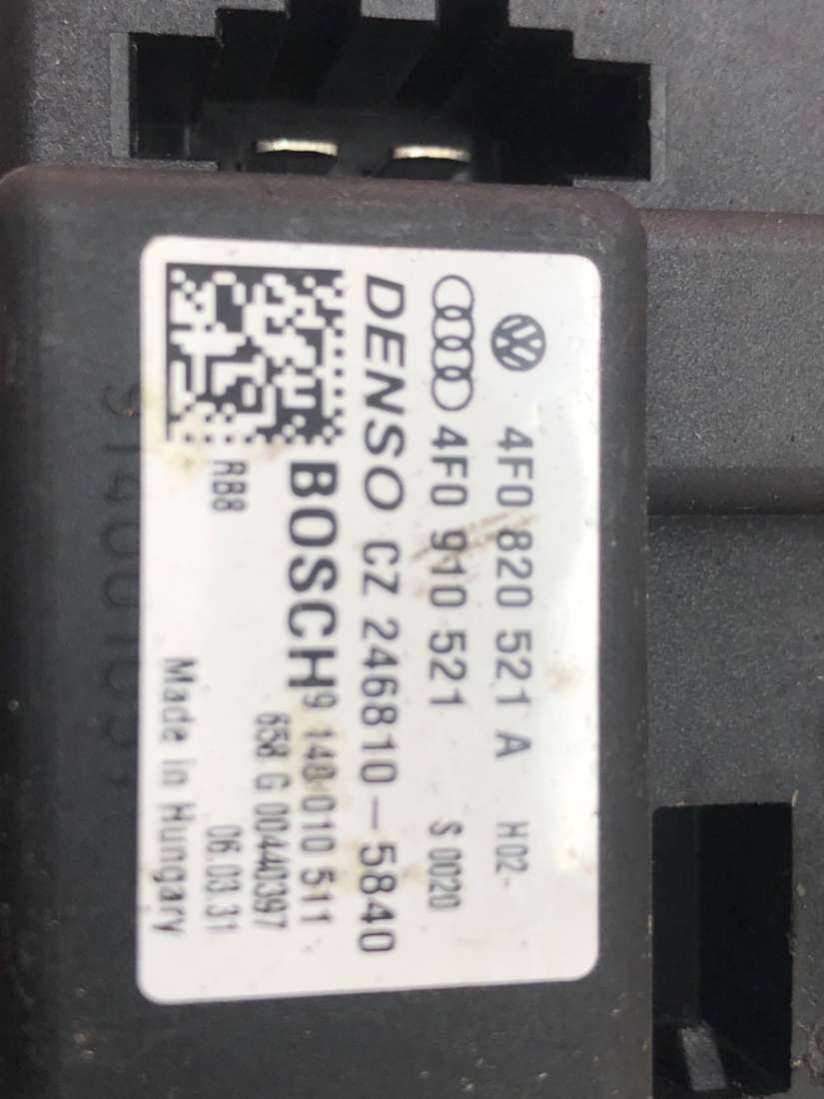 4F0 820 521 A H02-
4F0 910 521 S 0020
DENSO CZ 246810-5840
BOSCH 9 140 010 511
658 G 00440397
RB8 06.03.31
Made in Hungary